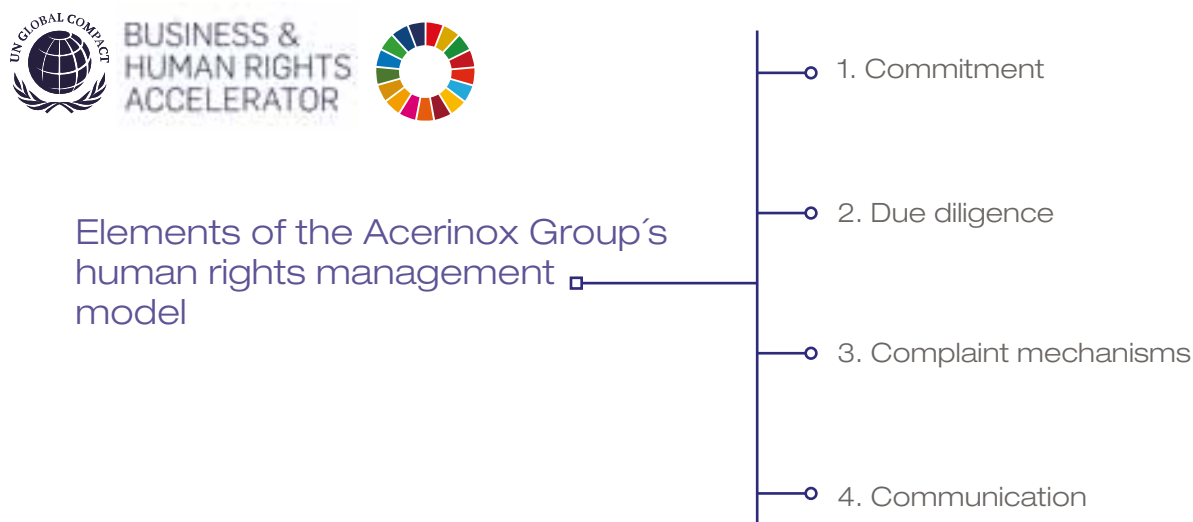 UN GLOBAL COMPACT
BUSINESS &
HUMAN RIGHTS
ACCELERATOR
Elements of the Acerinox Group´s
human rights management
model
1. Commitment
2. Due diligence
3. Complaint mechanisms
4. Communication